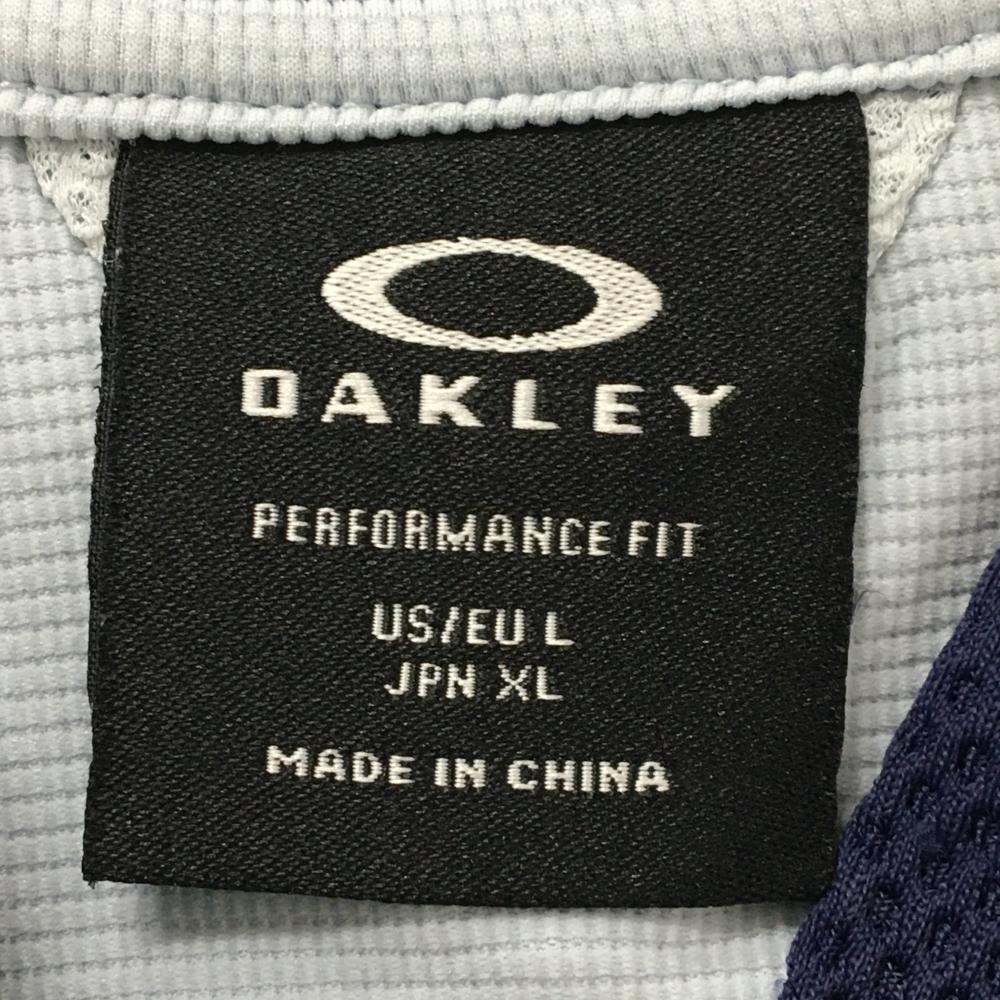 OAKLEY
PERFORMANCE FIT
US/EU L
JPN XL
MADE IN CHINA